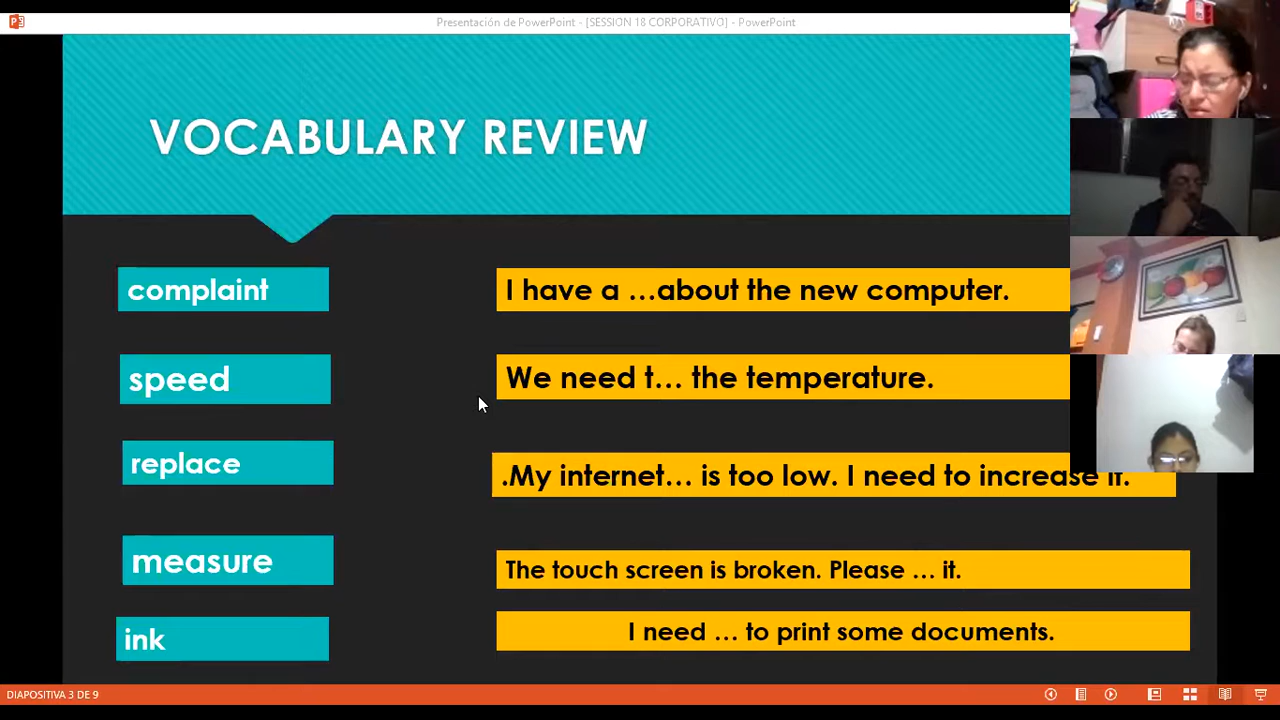 Presentación de PowerPoint - [SESSION 18 CORPORATIVO] - PowerPoint
VOCABULARY REVIEW
complaint
I have a …about the new computer.
speed
We need t… the temperature.
replace
.My internet… is too low. I need to increase it.
measure
The touch screen is broken. Please … it.
ink
I need … to print some documents.
DIAPOSITIVA 3 DE 9